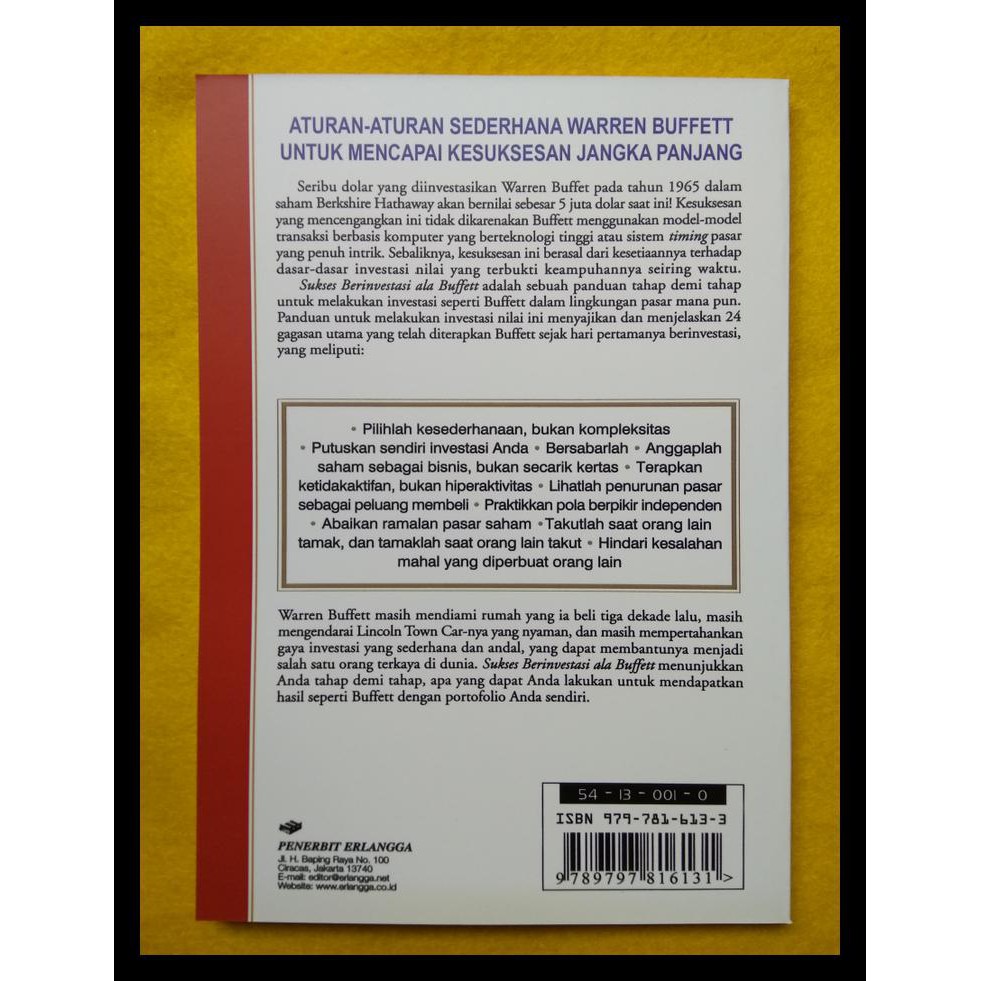 ATURAN-ATURAN SEDERHANA WARREN BUFFETT
UNTUK MENCAPAI KESUKSESAN JANGKA PANJANG
Seribu dolar yang diinvestasikan Warren Buffet pada tahun 1965 dalam
saham Berkshire Hathaway akan bernilai sebesar 5 juta dolar saat ini! Kesuksesan
yang mencengangkan ini tidak dikarenakan Buffett menggunakan model-model
transaksi berbasis komputer yang berteknologi tinggi atau sistem timing pasar
yang penuh intrik. Sebaliknya, kesuksesan ini berasal dari kesetiaannya terhadap
dasar-dasar investasi nilai yang terbukti keampuhannya seiring waktu.
Sukses Berinvestasi ala Buffett adalah sebuah panduan tahap demi tahap
untuk melakukan investasi seperti Buffett dalam lingkungan pasar mana pun.
Panduan untuk melakukan investasi nilai ini menyajikan dan menjelaskan 24
gagasan utama yang telah diterapkan Buffett sejak hari pertamanya berinvestasi,
yang meliputi:
• Pilihlah kesederhanaan, bukan kompleksitas
• Putuskan sendiri investasi Anda • Bersabarlah • Anggaplah
saham sebagai bisnis, bukan secarik kertas • Terapkan
ketidakaktifan, bukan hiperaktivitas • Lihatlah penurunan pasar
sebagai peluang membeli • Praktikkan pola berpikir independen
• Abaikan ramalan pasar saham • Takutlah saat orang lain
tamak, dan tamaklah saat orang lain takut • Hindari kesalahan
mahal yang diperbuat orang lain
Warren Buffett masih mendiami rumah yang ia beli tiga dekade lalu, masih
mengendarai Lincoln Town Car-nya yang nyaman, dan masih mempertahankan
gaya investasi yang sederhana dan andal, yang dapat membantunya menjadi
salah satu orang terkaya di dunia. Sukses Berinvestasi ala Buffett menunjukkan
Anda tahap demi tahap, apa yang dapat Anda lakukan untuk mendapatkan
hasil seperti Buffett dengan portofolio Anda sendiri.
PENERBIT ERLANGGA
Jl. H. Baping Raya No. 100
Ciracas, Jakarta 13740
E-mail: editor@erlangga.net
Website: www.erlangga.co.id
54 - 13 - 001 - 0
ISBN 979-781-613-3
9 789797 816131 >